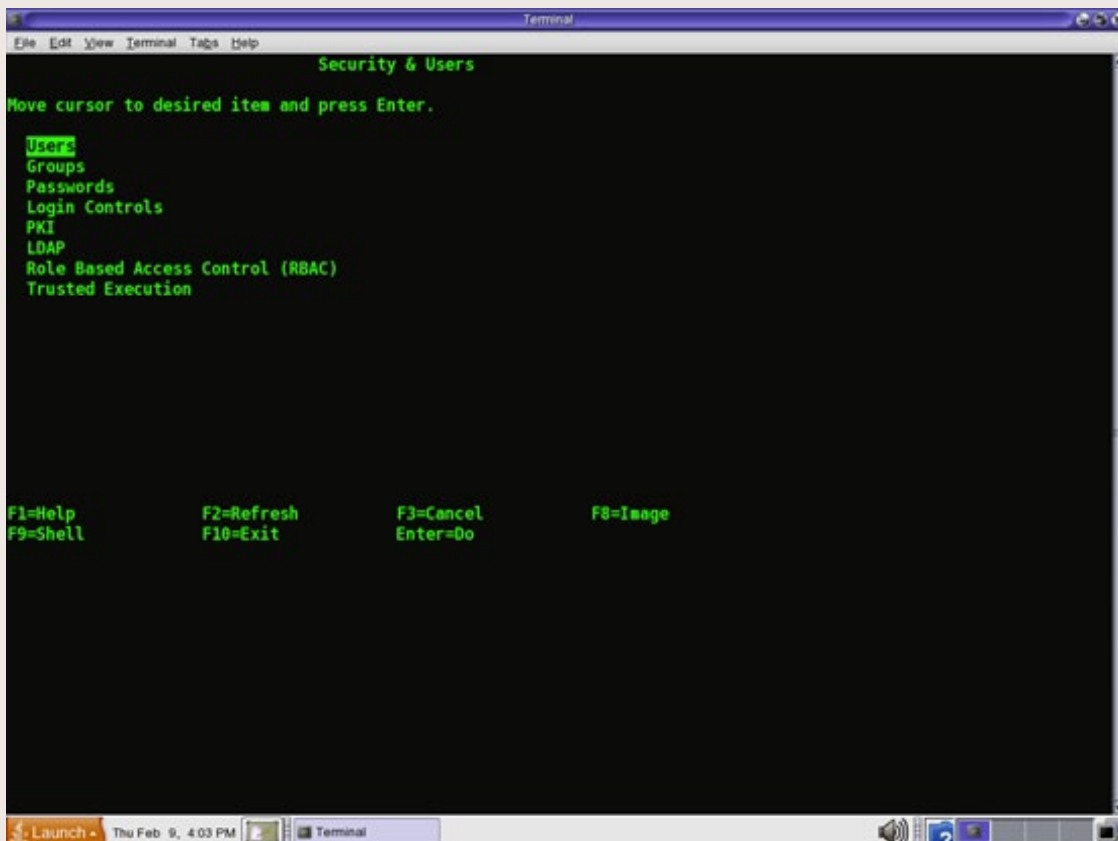 Terminal
File Edit View Terminal Tabs Help
Security & Users
Move cursor to desired item and press Enter.
Users
Groups
Passwords
Login Controls
PKI
LDAP
Role Based Access Control (RBAC)
Trusted Execution
F1=Help F2=Refresh F3=Cancel F8=Image
F9=Shell F10=Exit Enter=Do
Launch Thu Feb 9, 4:03 PM Terminal